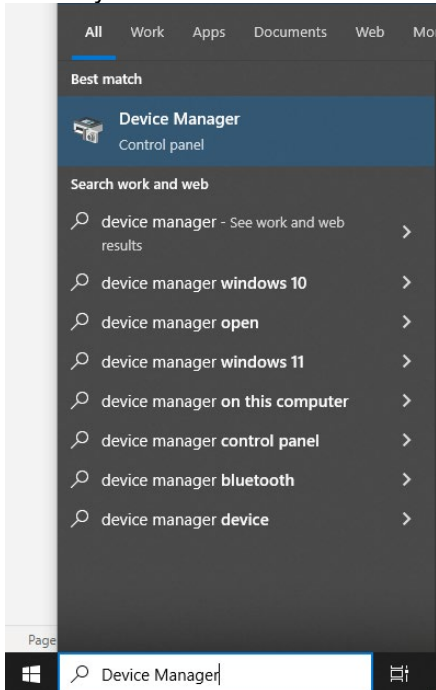 All Work Apps Documents Web Mo
Best match
Device Manager
Control panel
Search work and web
device manager - See work and web
results
device manager windows 10
device manager open
device manager windows 11
device manager on this computer
device manager control panel
device manager bluetooth
device manager device
Page
Device Manager